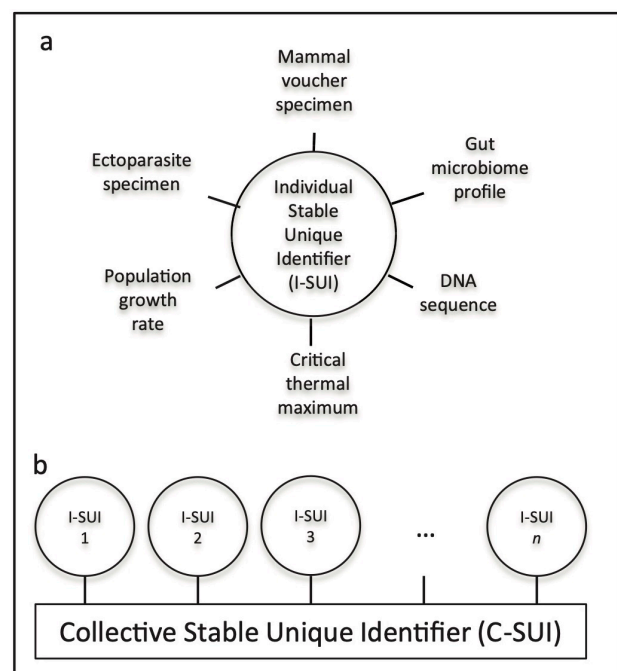 a
Mammal
voucher
specimen
Ectoparasite
specimen
Gut
microbiome
profile
Individual
Stable
Unique
Identifier
(I-SUI)
Population
growth
rate
DNA
sequence
Critical
thermal
maximum
b
I-SUI
1
I-SUI
2
I-SUI
3
...
I-SUI
n
Collective Stable Unique Identifier (C-SUI)